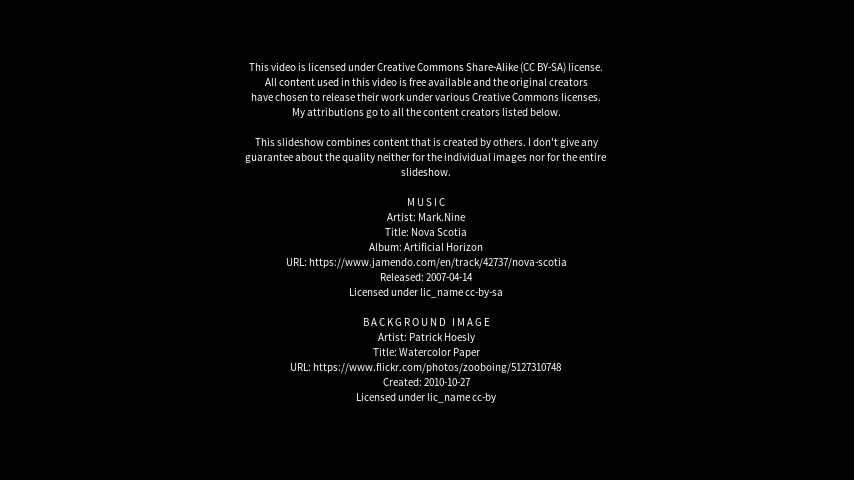 This video is licensed under Creative Commons Share-Alike (CC BY-SA) license.
All content used in this video is free available and the original creators
have chosen to release their work under various Creative Commons licenses.
My attributions go to all the content creators listed below.
This slideshow combines content that is created by others. I don't give any
guarantee about the quality neither for the individual images nor for the entire
slideshow.
MUSIC
Artist: Mark.Nine
Title: Nova Scotia
Album: Artificial Horizon
URL: https://www.jamendo.com/en/track/42737/nova-scotia
Released: 2007-04-14
Licensed under lic_name cc-by-sa
BACKGROUND IMAGE
Artist: Patrick Hoesly
Title: Watercolor Paper
URL: https://www.flickr.com/photos/zooboing/5127310748
Created: 2010-10-27
Licensed under lic_name cc-by